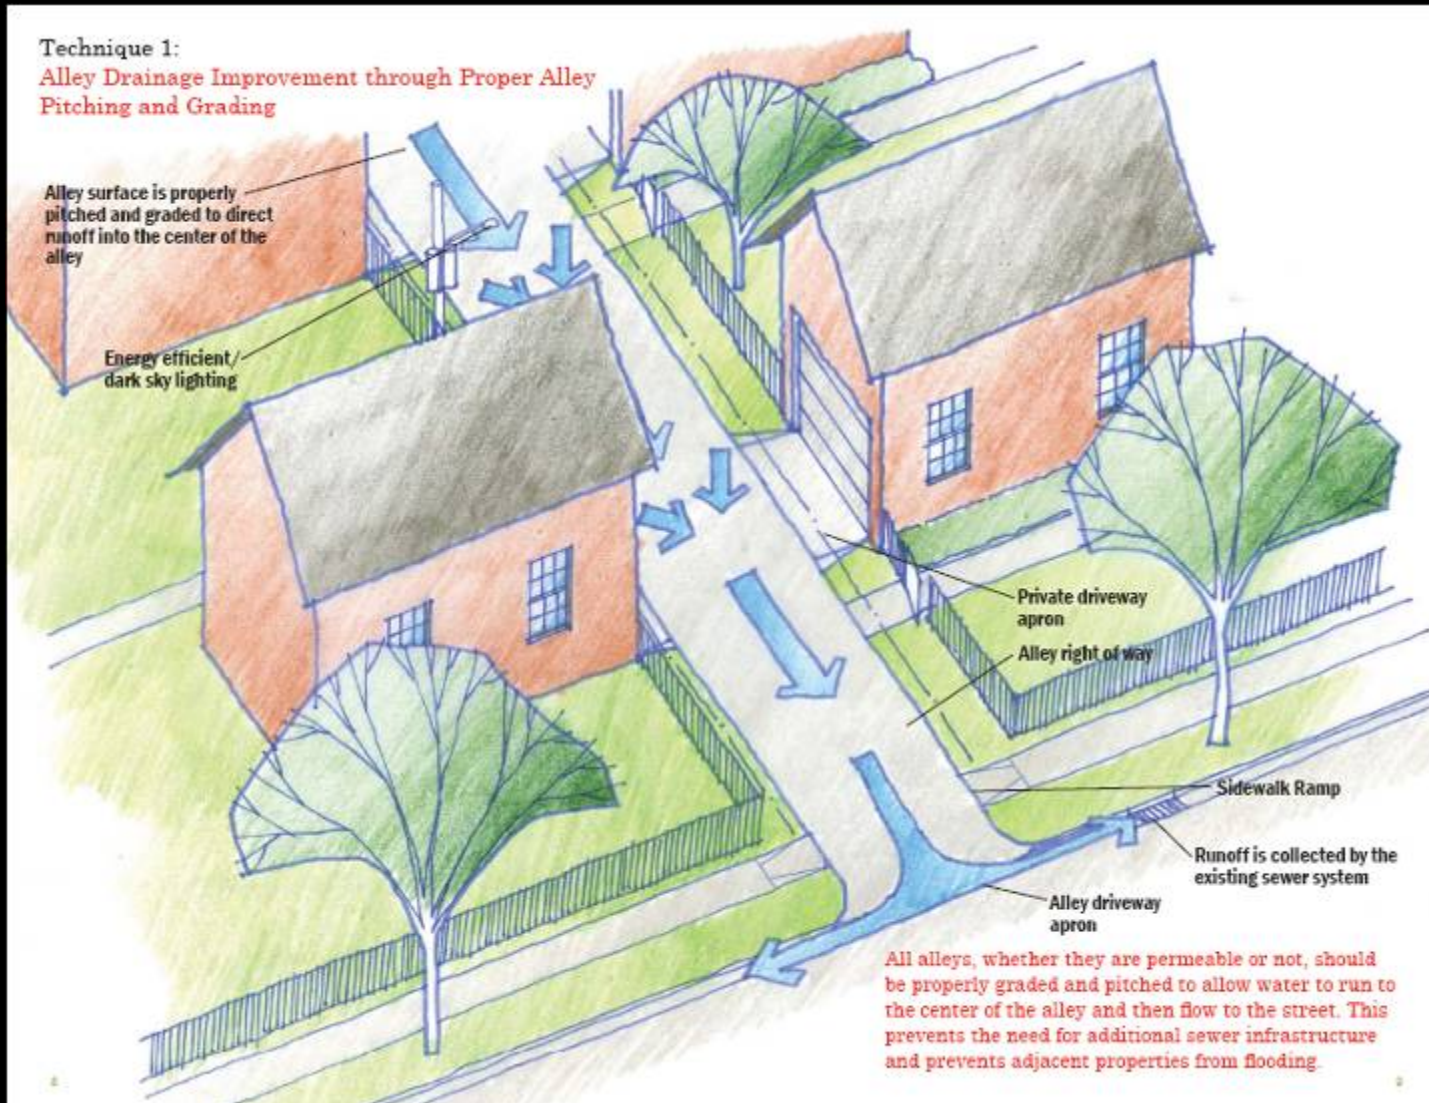 Technique 1:
Alley Drainage Improvement through Proper Alley
Pitching and Grading
Alley surface is properly
pitched and graded to direct
runoff into the center of the
alley
Energy efficient/
dark sky lighting
Private driveway
apron
Alley right of way
Sidewalk Ramp
Runoff is collected by the
existing sewer system
Alley driveway
apron
All alleys, whether they are permeable or not, should
be properly graded and pitched to allow water to run to
the center of the alley and then flow to the street. This
prevents the need for additional sewer infrastructure
and prevents adjacent properties from flooding.